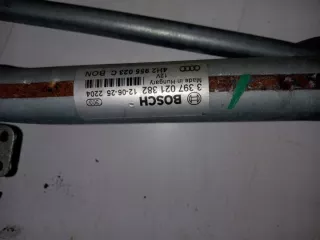 4H2 955 023 C BON
12V
Made in Hungary
BOSCH
3 397 021 382 12-06-25 2204